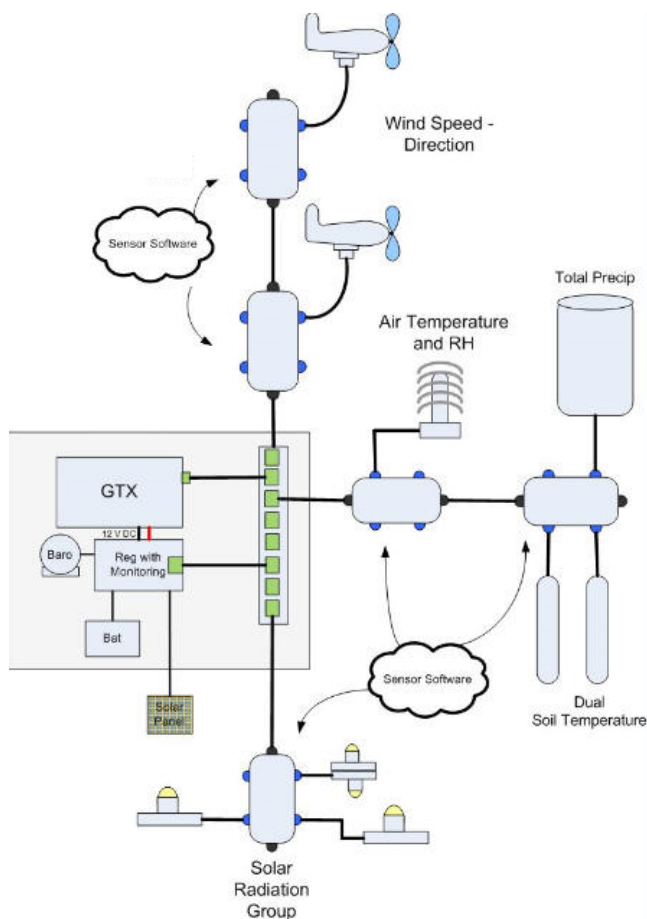 Wind Speed -
Direction
Sensor Software
Total Precip
Air Temperature
and RH
GTX
12 V DC
Baro
Reg with
Monitoring
Bat
Solar
Panel
Sensor Software
Dual
Soil Temperature
Solar
Radiation
Group